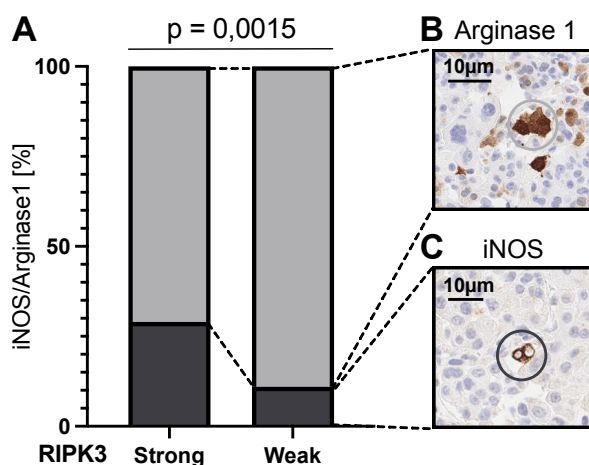 A
p = 0,0015
iNOS/Arginase1 [%]
100
50
0
RIPK3 Strong Weak
B Arginase 1
10µm
C iNOS
10µm